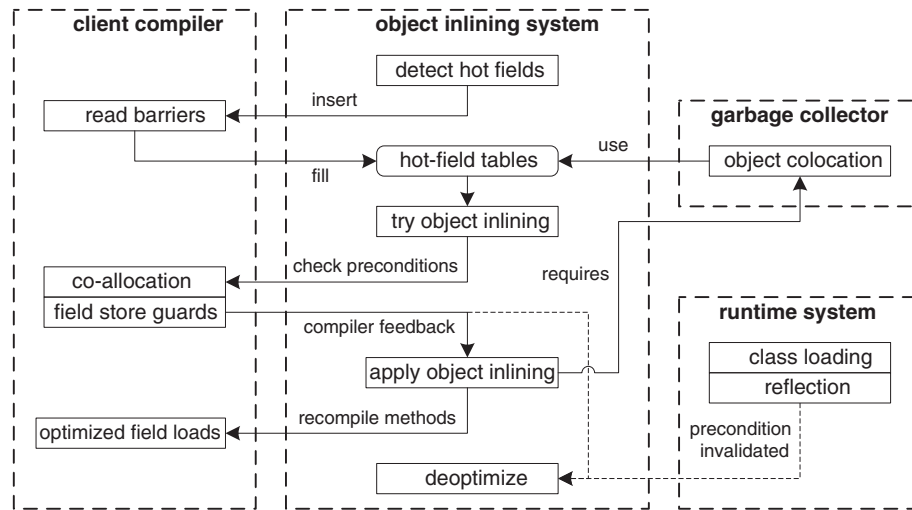 client compiler
object inlining system
detect hot fields
insert
read barriers
garbage collector
hot-field tables
use
object colocation
fill
try object inlining
check preconditions
requires
co-allocation
field store guards
runtime system
compiler feedback
class loading
apply object inlining
reflection
recompile methods
optimized field loads
precondition
invalidated
deoptimize